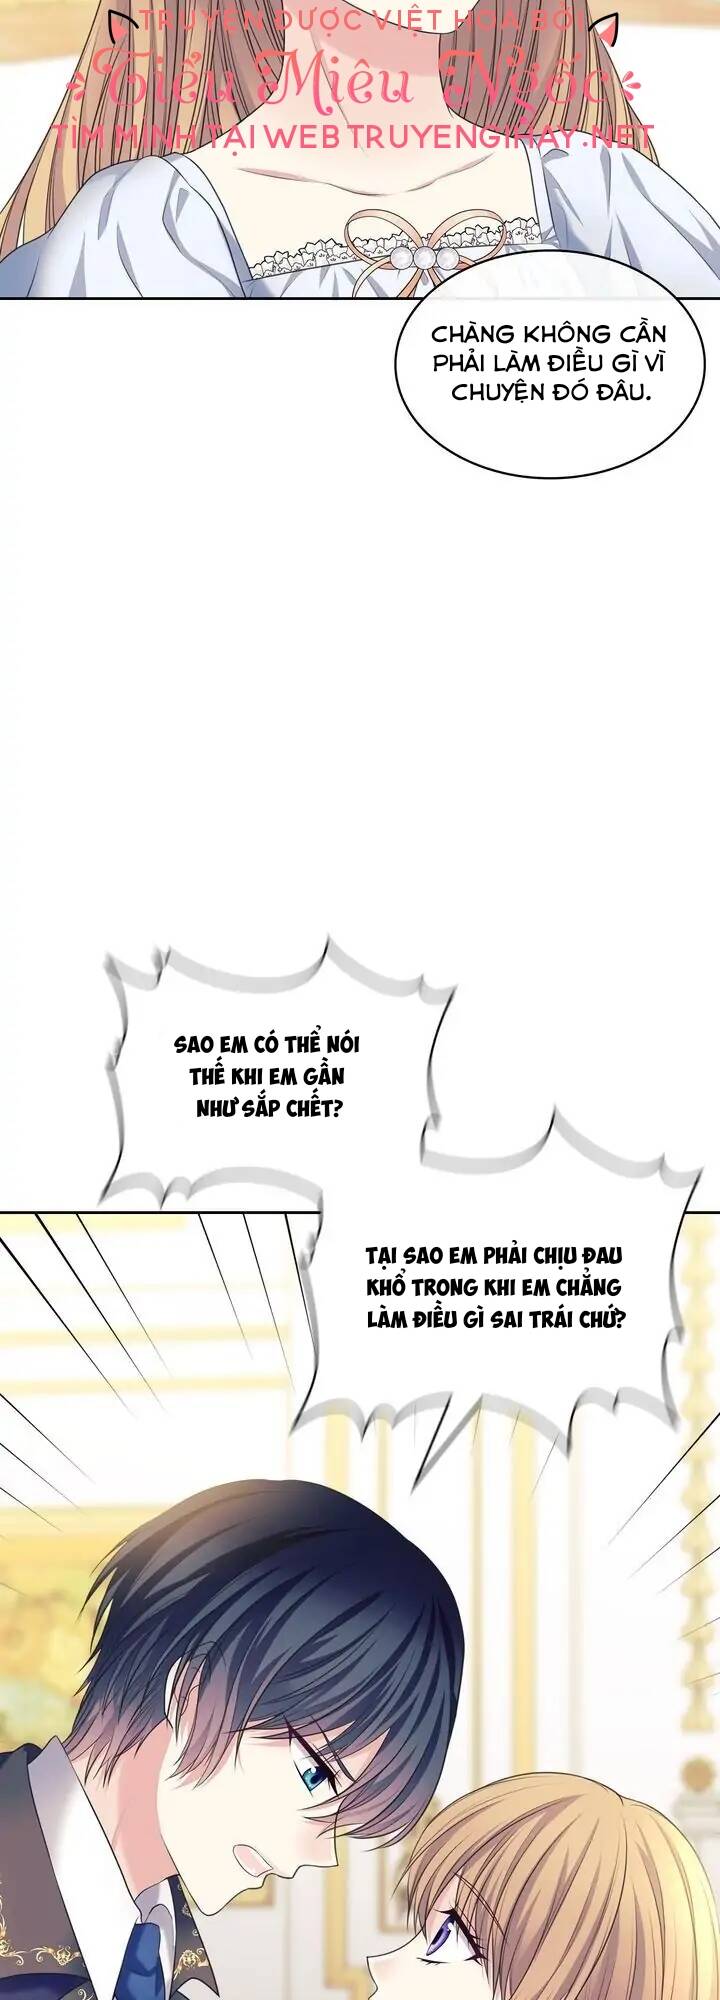 TRUYỆN ĐƯỢC VIỆT HOÁ BỞI
Tiểu Miêu Ngốc
TÌM MÌNH TẠI WEB TRUYENGIHAY.NET
CHÀNG KHÔNG CẦN
PHẢI LÀM ĐIỀU GÌ VÌ
CHUYỆN ĐÓ ĐÂU.
SAO EM CÓ THỂ NÓI
THẾ KHI EM GẦN
NHƯ SẮP CHẾT?
TẠI SAO EM PHẢI CHỊU ĐAU
KHỔ TRONG KHI EM CHẲNG
LÀM ĐIỀU GÌ SAI TRÁI CHỨ?